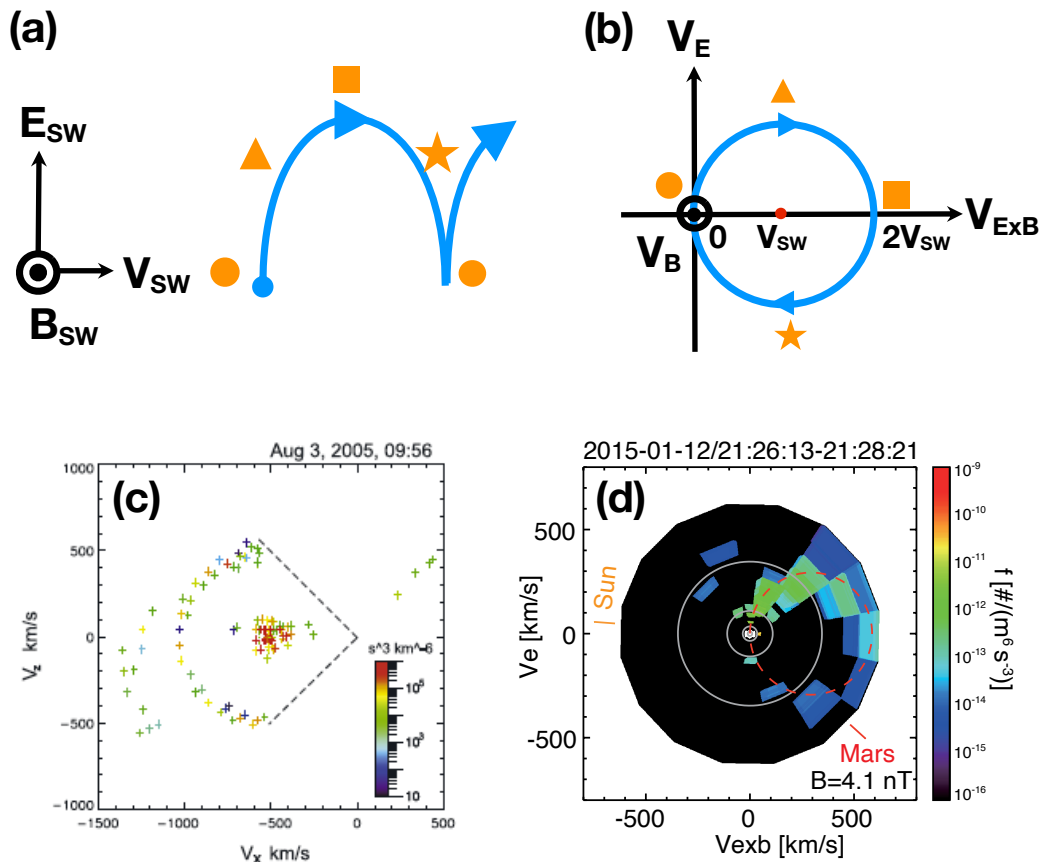 (a)
E_SW
V_SW
B_SW
(b)
V_E
V_ExB
V_B
0
V_SW
2V_SW
Aug 3, 2005, 09:56
(c)
1000
500
0
-500
-1000
V_z km/s
-1500
-1000
-500
0
500
V_x km/s
s^3 km^-6
10^5
10^3
10
2015-01-12/21:26:13-21:28:21
(d)
500
0
-500
Ve [km/s]
Sun
Mars
B=4.1 nT
-500
0
500
Vexb [km/s]
10^-9
10^-10
10^-11
10^-12
10^-13
10^-14
10^-15
10^-16
f [#/(m^6 s^-3)]